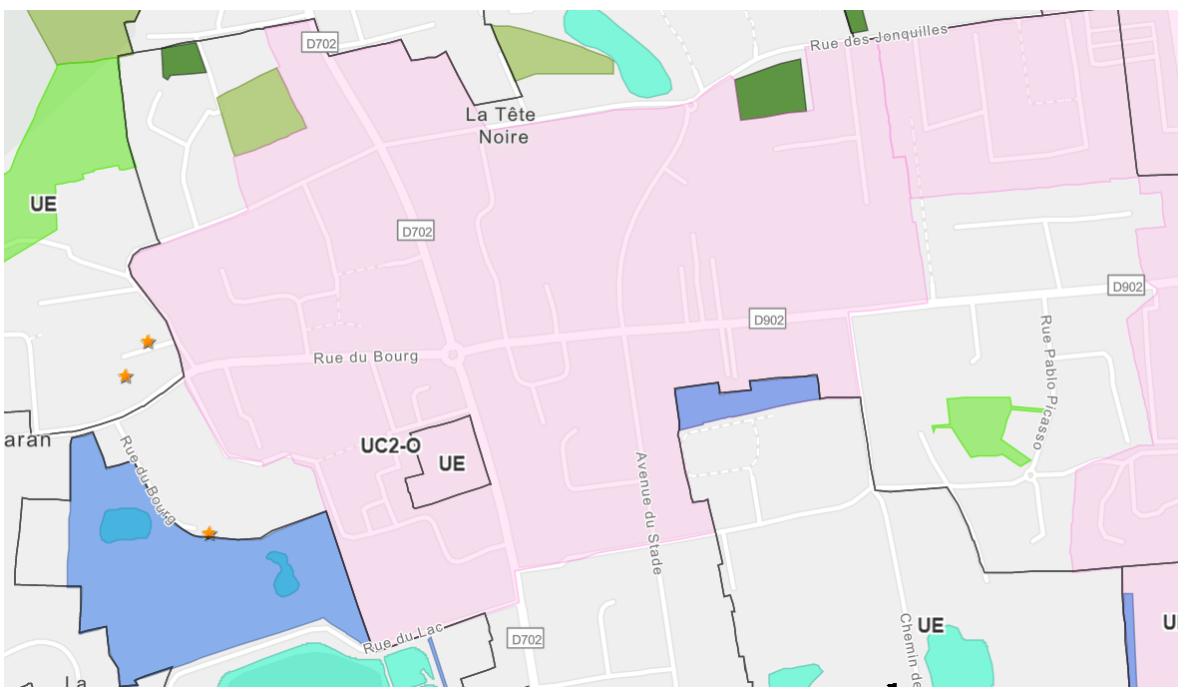 D702
Rue des Jonquilles
La Tête
Noire
UE
D702
D902
D902
Rue du Bourg
Rue Pablo Picasso
aran
UC2-O
UE
Rue du Bourg
Avenue du Stade
Rue du Lac
D702
UE
Chemin de
La